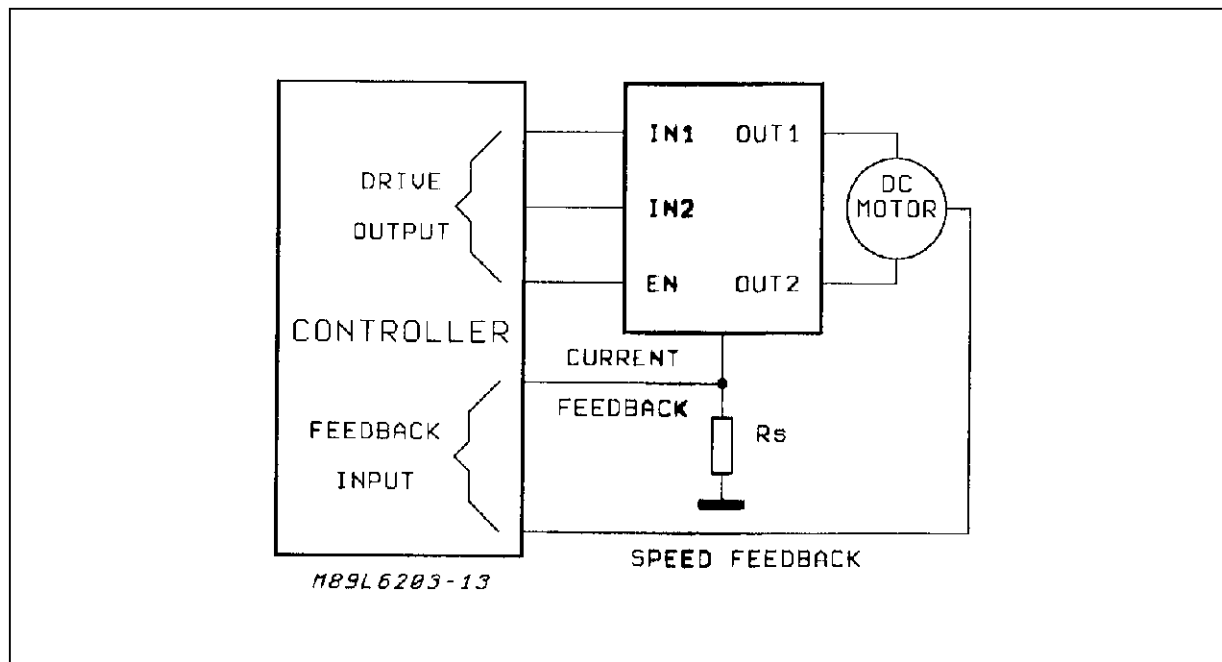 IN1 OUT1
DRIVE
OUTPUT
IN2
DC
MOTOR
EN OUT2
CONTROLLER
CURRENT
FEEDBACK
FEEDBACK
INPUT
Rs
SPEED FEEDBACK
M89L6203-13